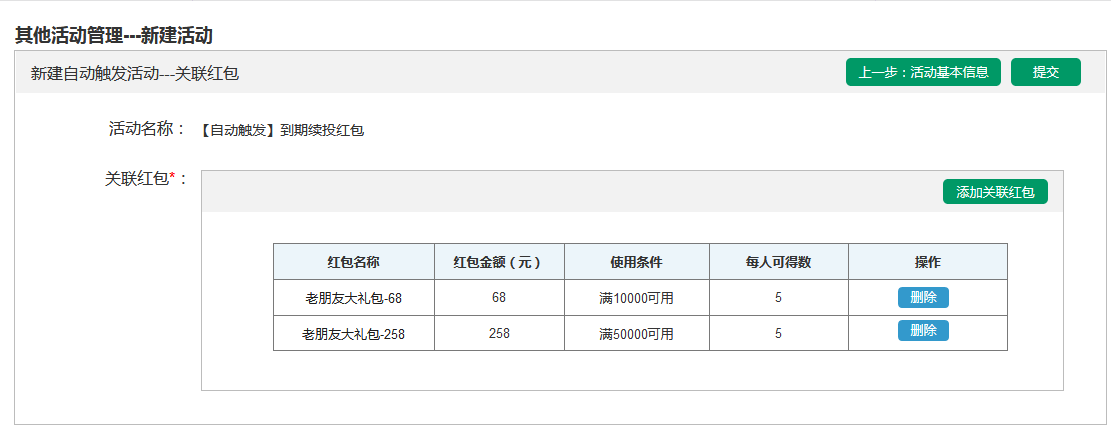 其他活动管理---新建活动
新建自动触发活动---关联红包 上一步：活动基本信息 提交
活动名称： 【自动触发】到期续投红包
关联红包*：
添加关联红包
红包名称 红包金额（元） 使用条件 每人可得数 操作
老朋友大礼包-68 68 满10000可用 5 删除
老朋友大礼包-258 258 满50000可用 5 删除